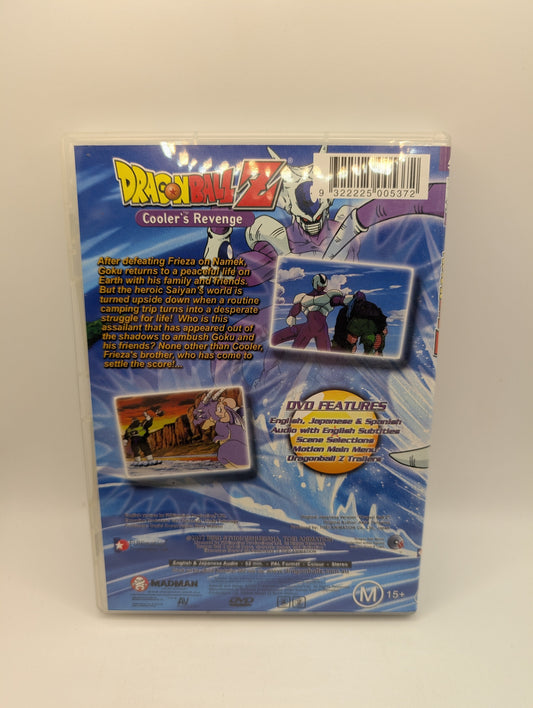 DRAGONBALL Z®
Cooler's Revenge™
9 322225 005372
After defeating Frieza on Namek,
Goku returns to a peaceful life on
Earth with his family and friends.
But the heroic Saiyan's world is
turned upside down when a routine
camping trip turns into a desperate
struggle for life! Who is this
assailant that has appeared out of
the shadows to ambush Goku and
his friends? None other than Cooler,
Frieza's brother, who has come to
settle the score!...
DVD FEATURES
English, Japanese & Spanish
Audio with English Subtitles
Scene Selections
Motion Main Menu
Dragonball Z Trailers
English & Japanese Audio - 53 min. - PAL Format - Colour - Stereo
MADMAN
AV
DVD
M 15+